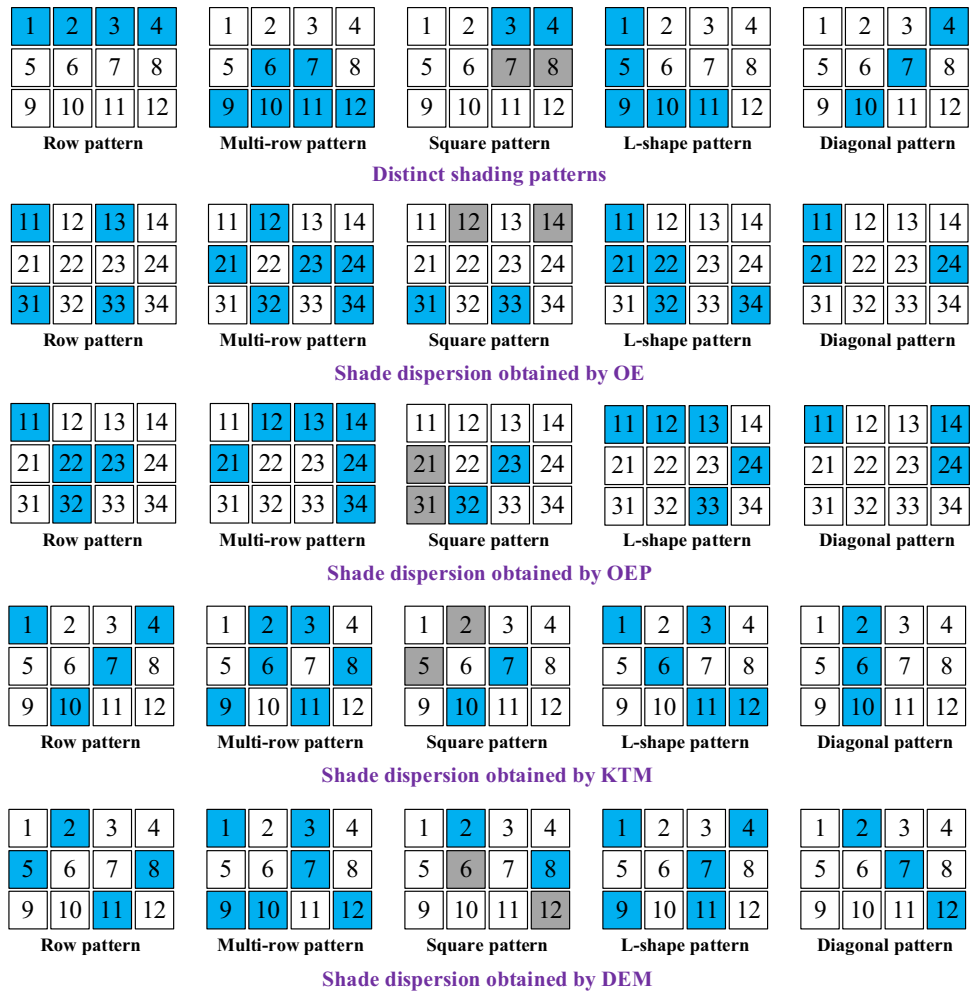 1 2 3 4 1 2 3 4 1 2 3 4 1 2 3 4 1 2 3 4
5 6 7 8 5 6 7 8 5 6 7 8 5 6 7 8 5 6 7 8
9 10 11 12 9 10 11 12 9 10 11 12 9 10 11 12 9 10 11 12
Row pattern Multi-row pattern Square pattern L-shape pattern Diagonal pattern
Distinct shading patterns
11 12 13 14 11 12 13 14 11 12 13 14 11 12 13 14 11 12 13 14
21 22 23 24 21 22 23 24 21 22 23 24 21 22 23 24 21 22 23 24
31 32 33 34 31 32 33 34 31 32 33 34 31 32 33 34 31 32 33 34
Row pattern Multi-row pattern Square pattern L-shape pattern Diagonal pattern
Shade dispersion obtained by OE
11 12 13 14 11 12 13 14 11 12 13 14 11 12 13 14 11 12 13 14
21 22 23 24 21 22 23 24 21 22 23 24 21 22 23 24 21 22 23 24
31 32 33 34 31 32 33 34 31 32 33 34 31 32 33 34 31 32 33 34
Row pattern Multi-row pattern Square pattern L-shape pattern Diagonal pattern
Shade dispersion obtained by OEP
1 2 3 4 1 2 3 4 1 2 3 4 1 2 3 4 1 2 3 4
5 6 7 8 5 6 7 8 5 6 7 8 5 6 7 8 5 6 7 8
9 10 11 12 9 10 11 12 9 10 11 12 9 10 11 12 9 10 11 12
Row pattern Multi-row pattern Square pattern L-shape pattern Diagonal pattern
Shade dispersion obtained by KTM
1 2 3 4 1 2 3 4 1 2 3 4 1 2 3 4 1 2 3 4
5 6 7 8 5 6 7 8 5 6 7 8 5 6 7 8 5 6 7 8
9 10 11 12 9 10 11 12 9 10 11 12 9 10 11 12 9 10 11 12
Row pattern Multi-row pattern Square pattern L-shape pattern Diagonal pattern
Shade dispersion obtained by DEM